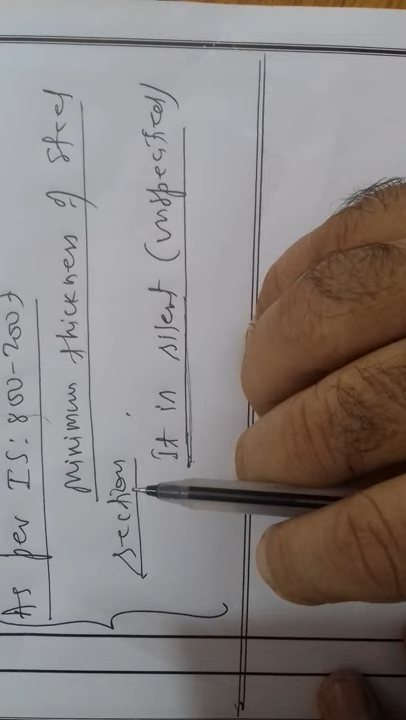 As per IS: 800-2007
Minimum thickness of steel
section.
It is silent (unspecified)